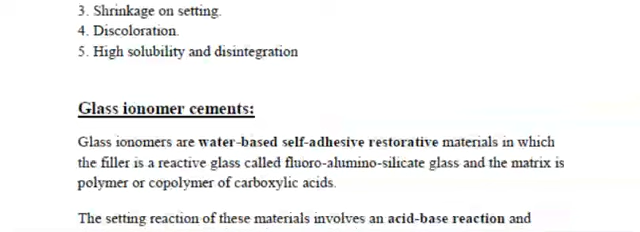 3. Shrinkage on setting.
4. Discoloration.
5. High solubility and disintegration
Glass ionomer cements:
Glass ionomers are water-based self-adhesive restorative materials in which
the filler is a reactive glass called fluoro-alumino-silicate glass and the matrix is
polymer or copolymer of carboxylic acids.
The setting reaction of these materials involves an acid-base reaction and